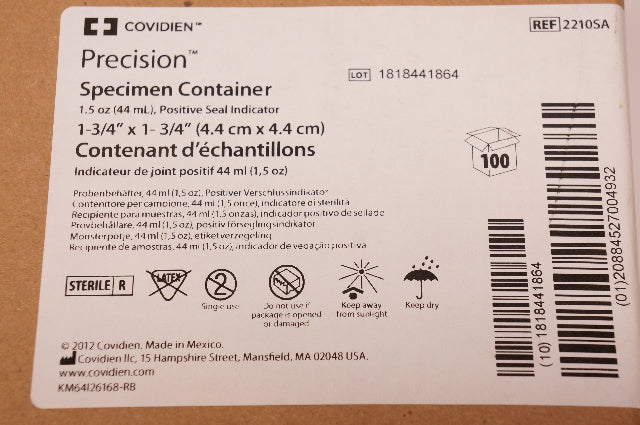 COVIDIEN™
REF 2210SA
Precision™
LOT 1818441864
Specimen Container
1.5 oz (44 mL), Positive Seal Indicator
1-3/4" x 1- 3/4" (4.4 cm x 4.4 cm)
Contenant d'échantillons
Indicateur de joint positif 44 ml (1,5 oz)
100
Probenbehälter, 44 ml (1,5 oz), Positiver Verschlussindikator
Contenitore per campione, 44 ml (1,5 once), indicatore di sterilità
Recipiente para muestras, 44 ml (1,5 onzas), indicador positivo de sellado
Provbehållare, 44 ml (1,5 oz), positiv förseglingsindikator
Monsterpotje, 44 ml (1,5 oz), etiketverzegeling
Recipiente de amostras, 44 ml (1,5 oz), indicador de vedação positiva
STERILE R
LATEX
2
Single use
Do not use if
package is opened
or damaged
Keep away
from sunlight
Keep dry
© 2012 Covidien. Made in Mexico.
Covidien llc, 15 Hampshire Street, Mansfield, MA 02048 USA.
www.covidien.com
KM64126168-RB
(10)1818441864
(01)20884527004932